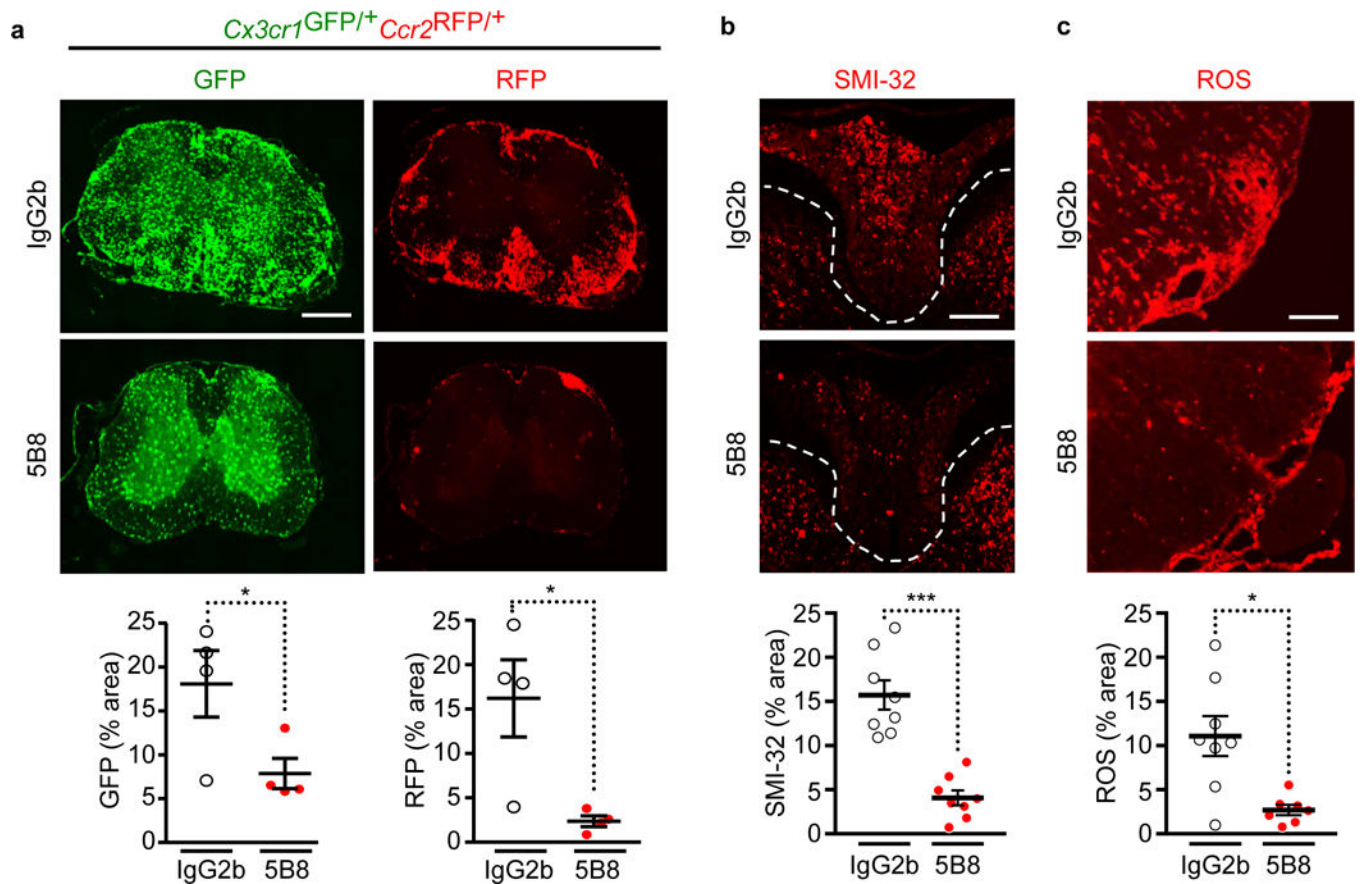 a
Cx3cr1GFP/+Ccr2RFP/+
GFP
RFP
IgG2b
5B8
*
25
20
15
10
5
0
GFP (% area)
IgG2b
5B8
*
25
20
15
10
5
0
RFP (% area)
IgG2b
5B8
b
SMI-32
IgG2b
5B8
***
25
20
15
10
5
0
SMI-32 (% area)
IgG2b
5B8
c
ROS
IgG2b
5B8
*
25
20
15
10
5
0
ROS (% area)
IgG2b
5B8